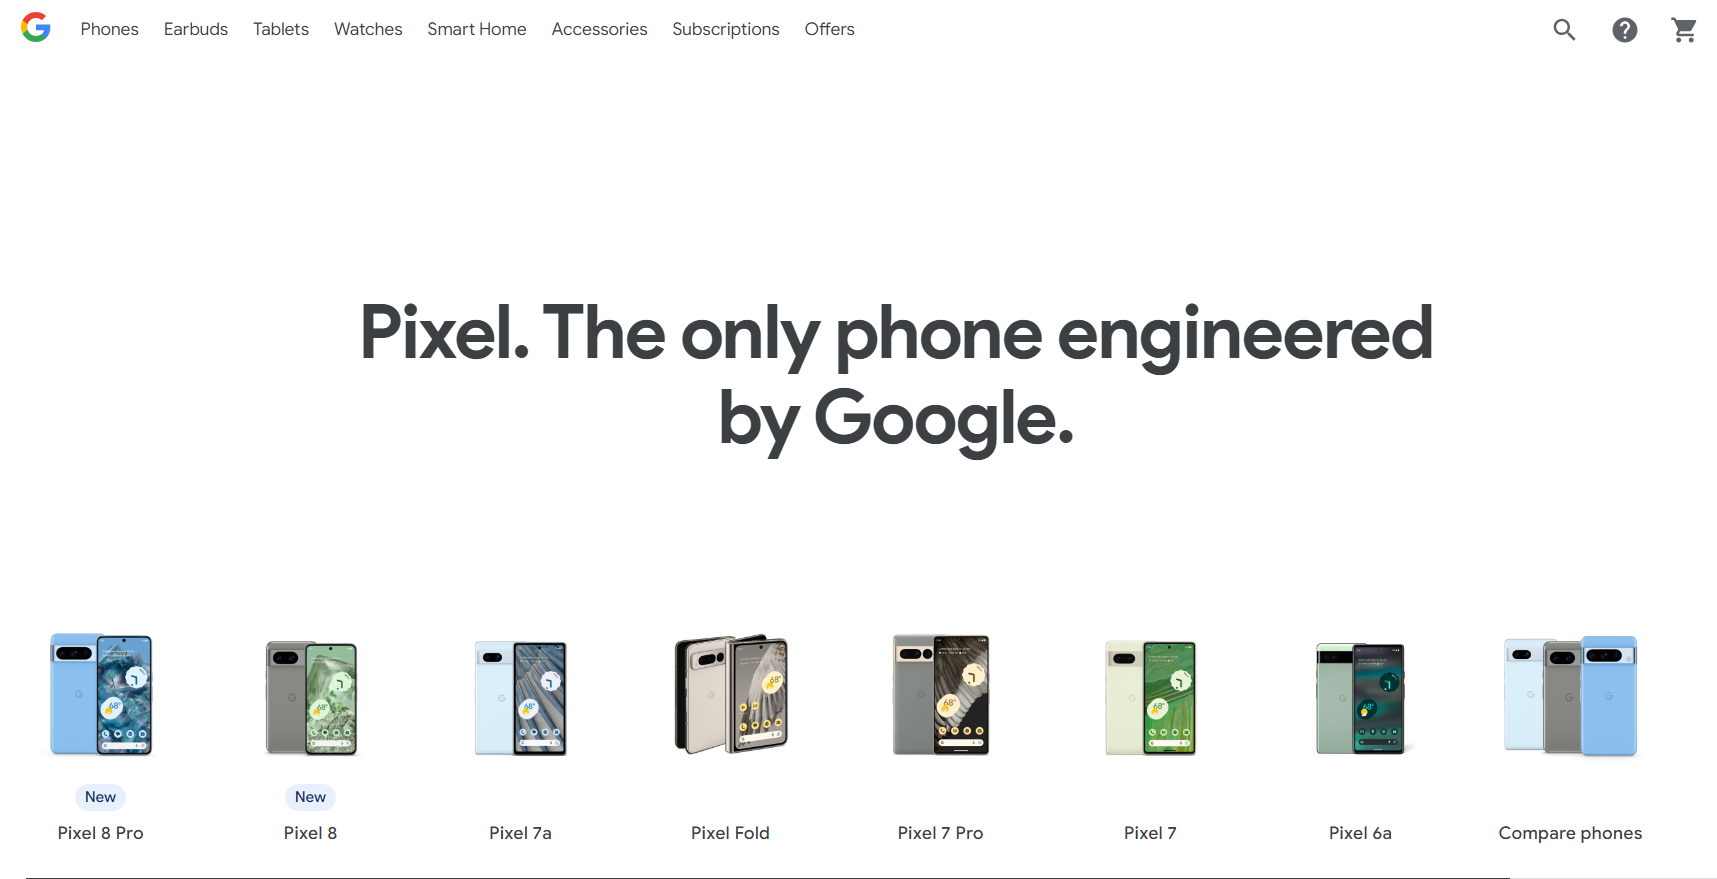 Phones Earbuds Tablets Watches Smart Home Accessories Subscriptions Offers
Pixel. The only phone engineered
by Google.
New New
Pixel 8 Pro Pixel 8 Pixel 7a Pixel Fold Pixel 7 Pro Pixel 7 Pixel 6a Compare phones